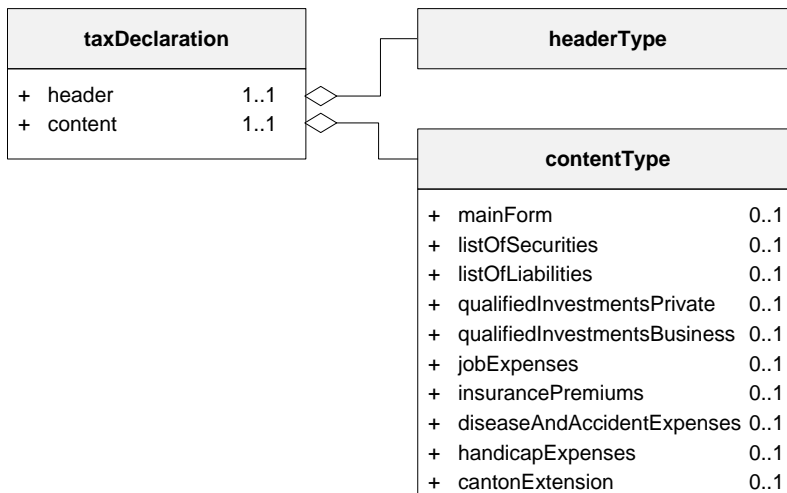 taxDeclaration
+ header 1..1
+ content 1..1
headerType
contentType
+ mainForm 0..1
+ listOfSecurities 0..1
+ listOfLiabilities 0..1
+ qualifiedInvestmentsPrivate 0..1
+ qualifiedInvestmentsBusiness 0..1
+ jobExpenses 0..1
+ insurancePremiums 0..1
+ diseaseAndAccidentExpenses 0..1
+ handicapExpenses 0..1
+ cantonExtension 0..1